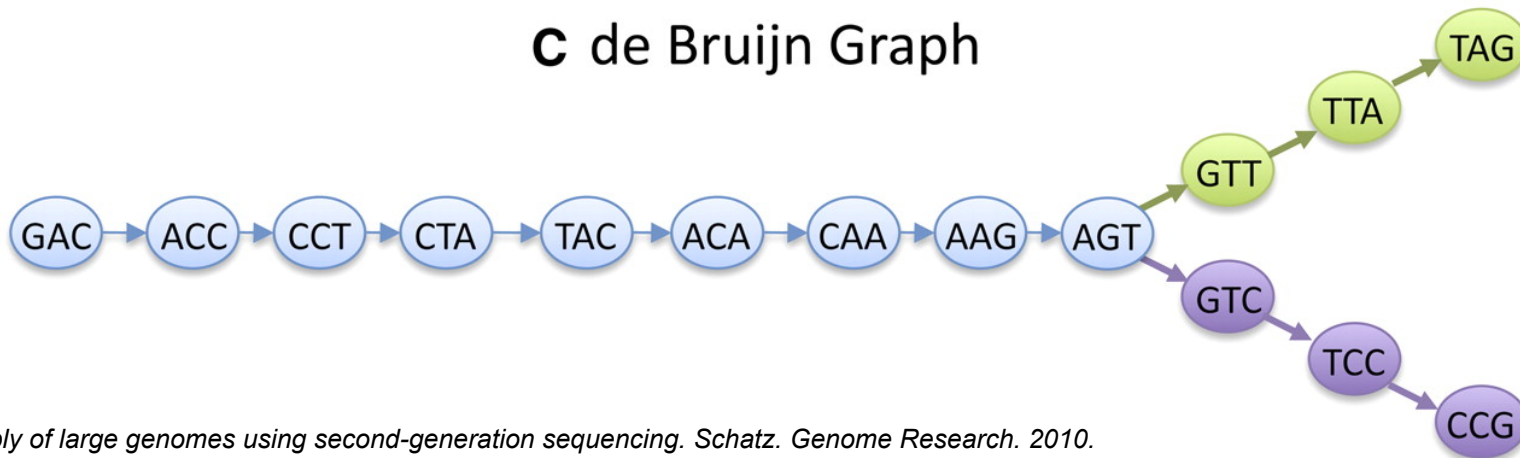 C de Bruijn Graph
TAG
TTA
GTT
GAC ACC CCT CTA TAC ACA CAA AAG AGT
GTC
TCC
CCG
of large genomes using second-generation sequencing. Schatz. Genome Research. 2010.